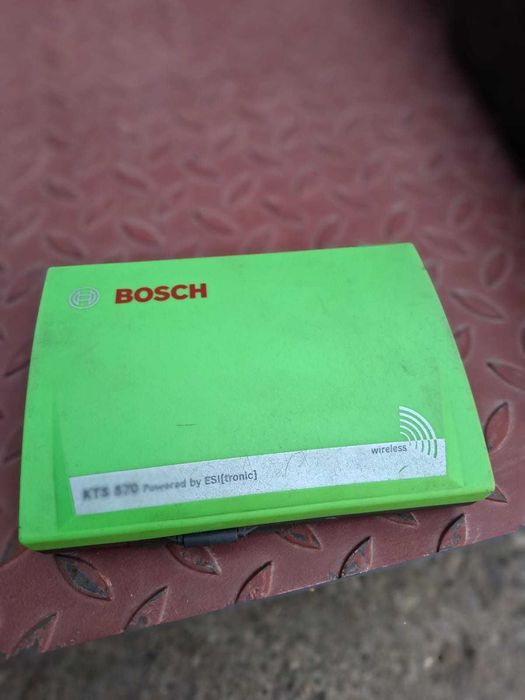 BOSCH
wireless
KTS 570 Powered by ESI[tronic]